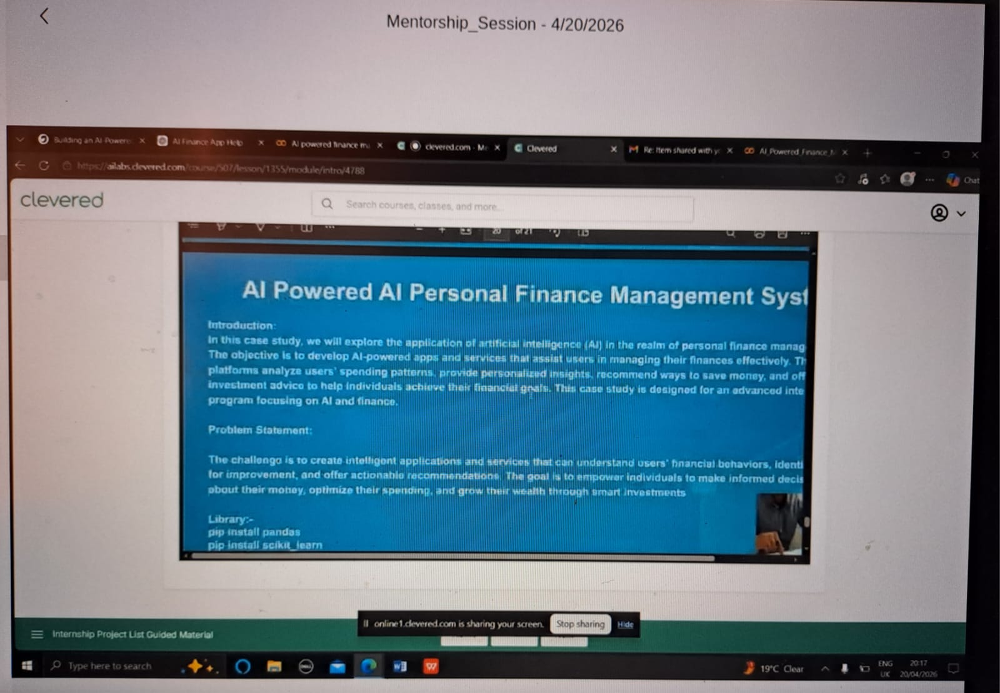 Mentorship_Session - 4/20/2026
Building an AI-Powere
AI Finance App Help
AI powered finance m
clevered.com - M
Clevered
Re: Item shared with y
AI_Powered_Finance_
https://ailabs.clevered.com/course/507/lesson/1355/module/intro/4788
Chat
clevered
Search courses, classes, and more...
20 of 21
AI Powered AI Personal Finance Management Syst
Introduction:
In this case study, we will explore the application of artificial intelligence (AI) in the realm of personal finance manag
The objective is to develop AI-powered apps and services that assist users in managing their finances effectively. Th
platforms analyze users' spending patterns, provide personalized insights, recommend ways to save money, and off
investment advice to help individuals achieve their financial goals. This case study is designed for an advanced inte
program focusing on AI and finance.
Problem Statement:
The challenge is to create intelligent applications and services that can understand users' financial behaviors, identi
for improvement, and offer actionable recommendations. The goal is to empower individuals to make informed decis
about their money, optimize their spending, and grow their wealth through smart investments
Library:-
pip install pandas
pip install scikit_learn
online1.clevered.com is sharing your screen.
Stop sharing
Hide
Internship Project List Guided Material
Type here to search
DELL
19°C Clear
ENG
UK
20:17
20/04/2026